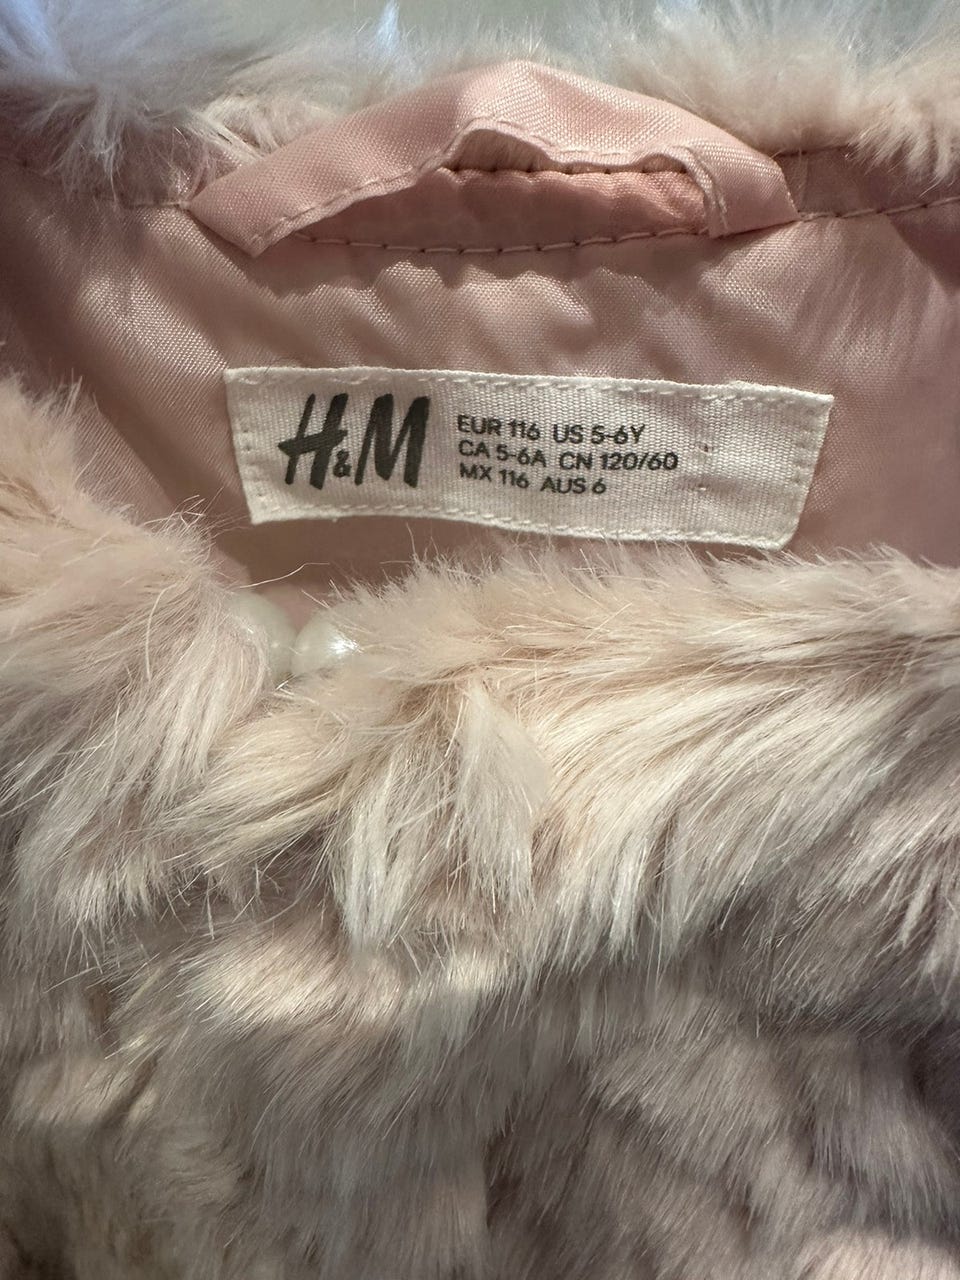 H&M
EUR 116 US 5-6Y
CA 5-6A CN 120/60
MX 116 AUS 6